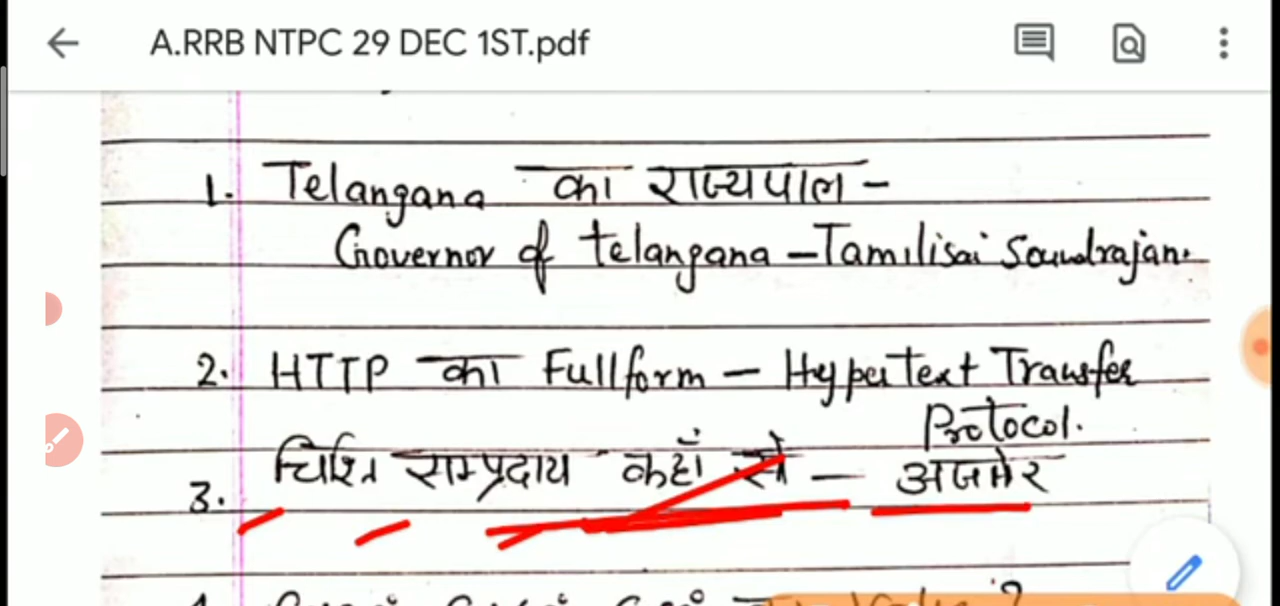 A.RRB NTPC 29 DEC 1ST.pdf
1. Telangana का राज्यपाल -
Governor of telangana - Tamilisai Soundrajan.
2. HTTP का Fullform - Hypertext Transfer
Protocol.
3. चिश्ति सम्प्रदाय कहाँ से - अजमेर